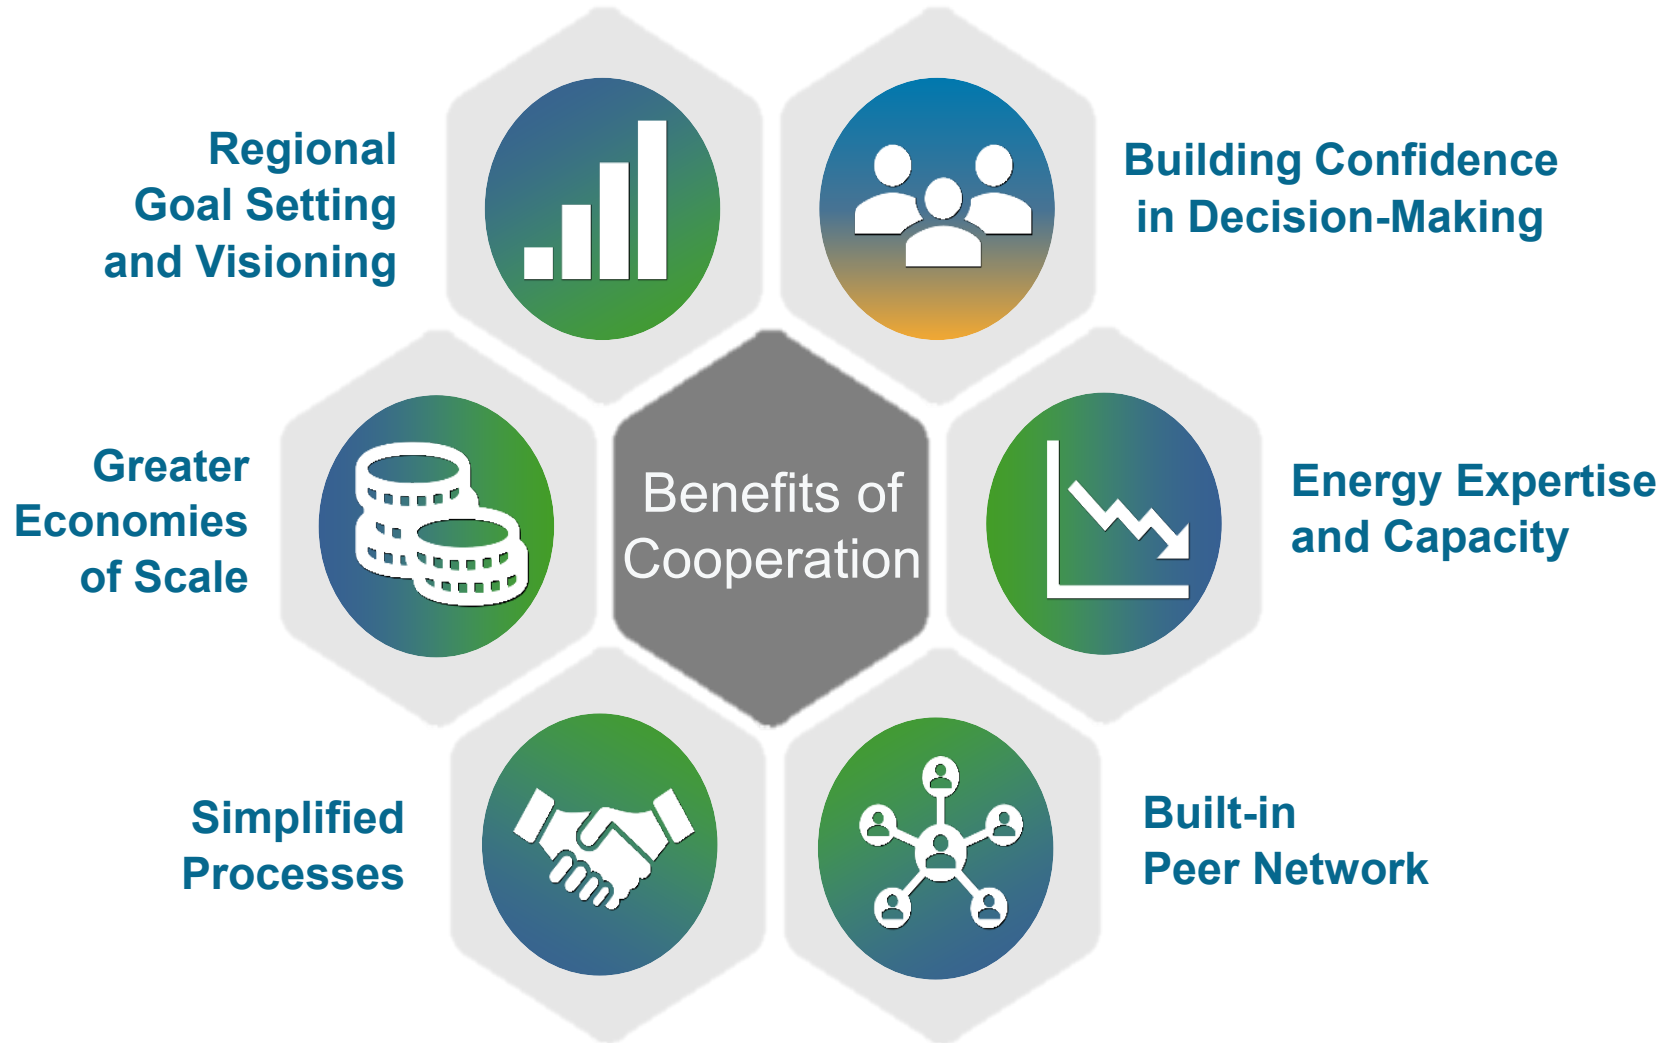 Regional
Goal Setting
and Visioning
Building Confidence
in Decision-Making
Greater
Economies
of Scale
Benefits of
Cooperation
Energy Expertise
and Capacity
Simplified
Processes
Built-in
Peer Network